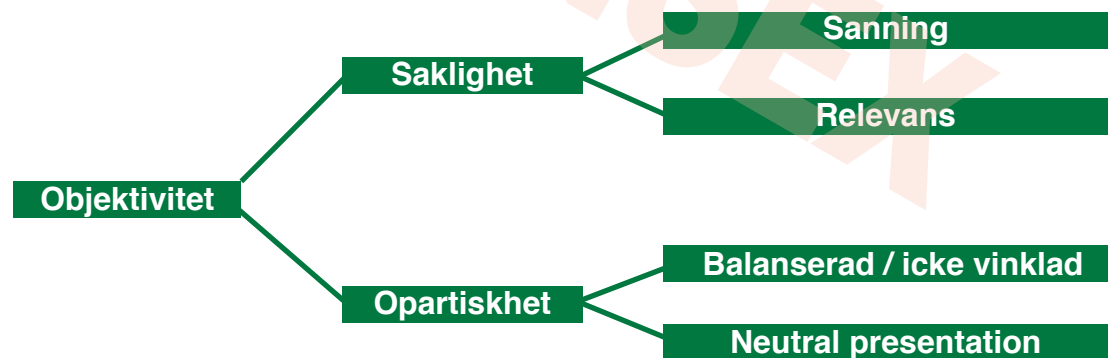 Sanning
Saklighet
Relevans
Objektivitet
Balanserad / icke vinklad
Opartiskhet
Neutral presentation